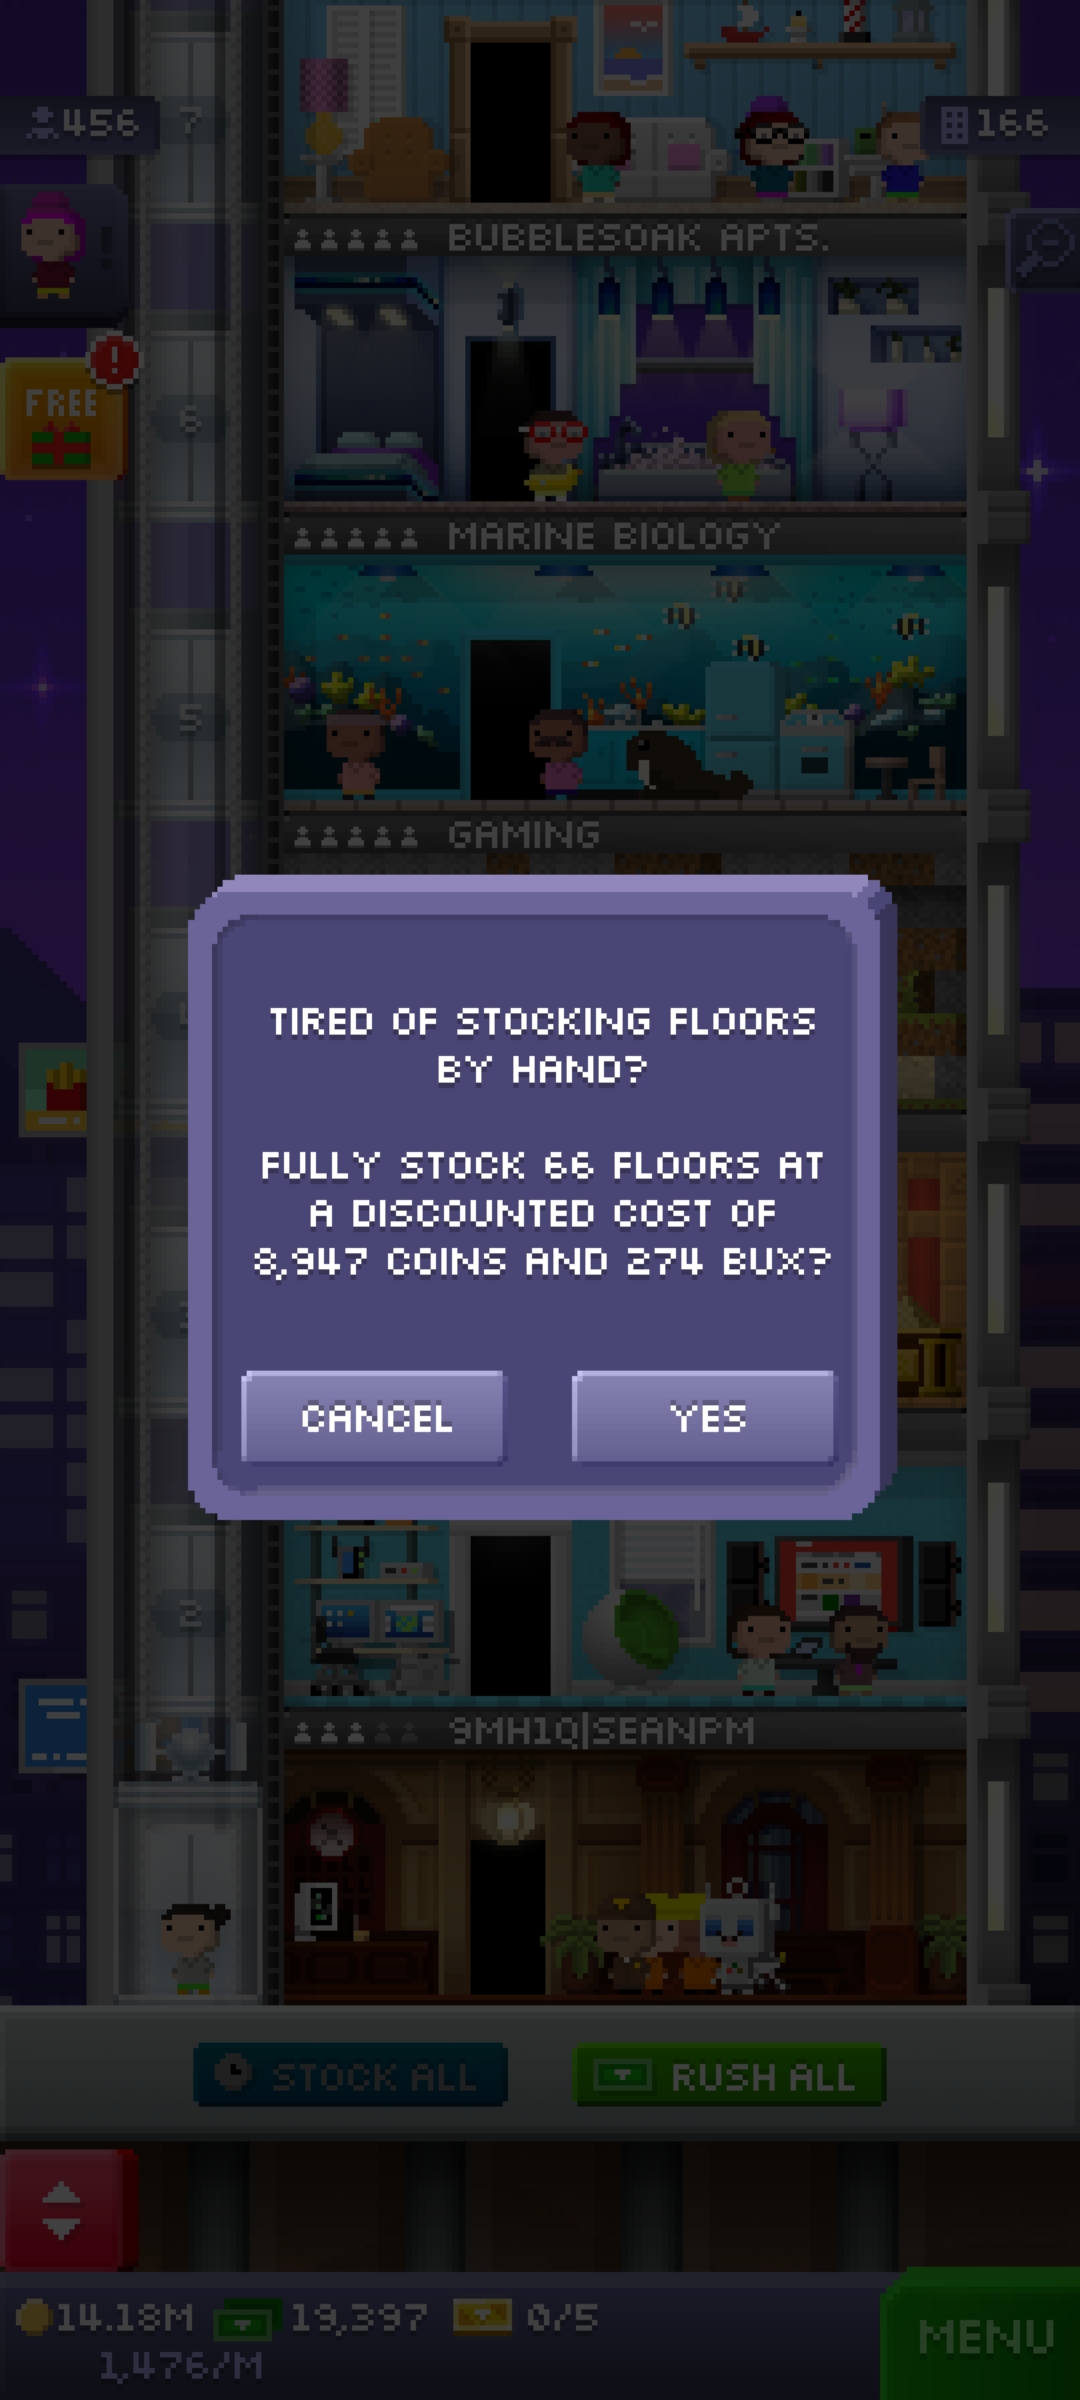 456
7
166
BUBBLESOAK APTS.
FREE
!
6
MARINE BIOLOGY
5
GAMING
TIRED OF STOCKING FLOORS
BY HAND?
FULLY STOCK 66 FLOORS AT
A DISCOUNTED COST OF
8,947 COINS AND 274 BUX?
CANCEL
YES
2
9MH1Q|SEANPM
STOCK ALL
RUSH ALL
14.18M
19,397
0/5
1,476/M
MENU